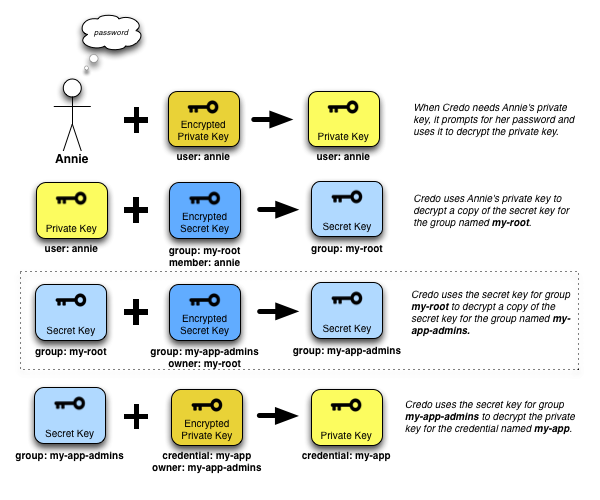 password
Annie
Encrypted
Private Key
user: annie
Private Key
user: annie
When Credo needs Annie's private
key, it prompts for her password and
uses it to decrypt the private key.
Private Key
user: annie
Encrypted
Secret Key
group: my-root
member: annie
Secret Key
group: my-root
Credo uses Annie's private key to
decrypt a copy of the secret key for
the group named my-root.
Secret Key
group: my-root
Encrypted
Secret Key
group: my-app-admins
owner: my-root
Secret Key
group: my-app-admins
Credo uses the secret key for group
my-root to decrypt a copy of the
secret key for the group named my-
app-admins.
Secret Key
group: my-app-admins
Encrypted
Private Key
credential: my-app
owner: my-app-admins
Private Key
credential: my-app
Credo uses the secret key for group
my-app-admins to decrypt the private
key for the credential named my-app.